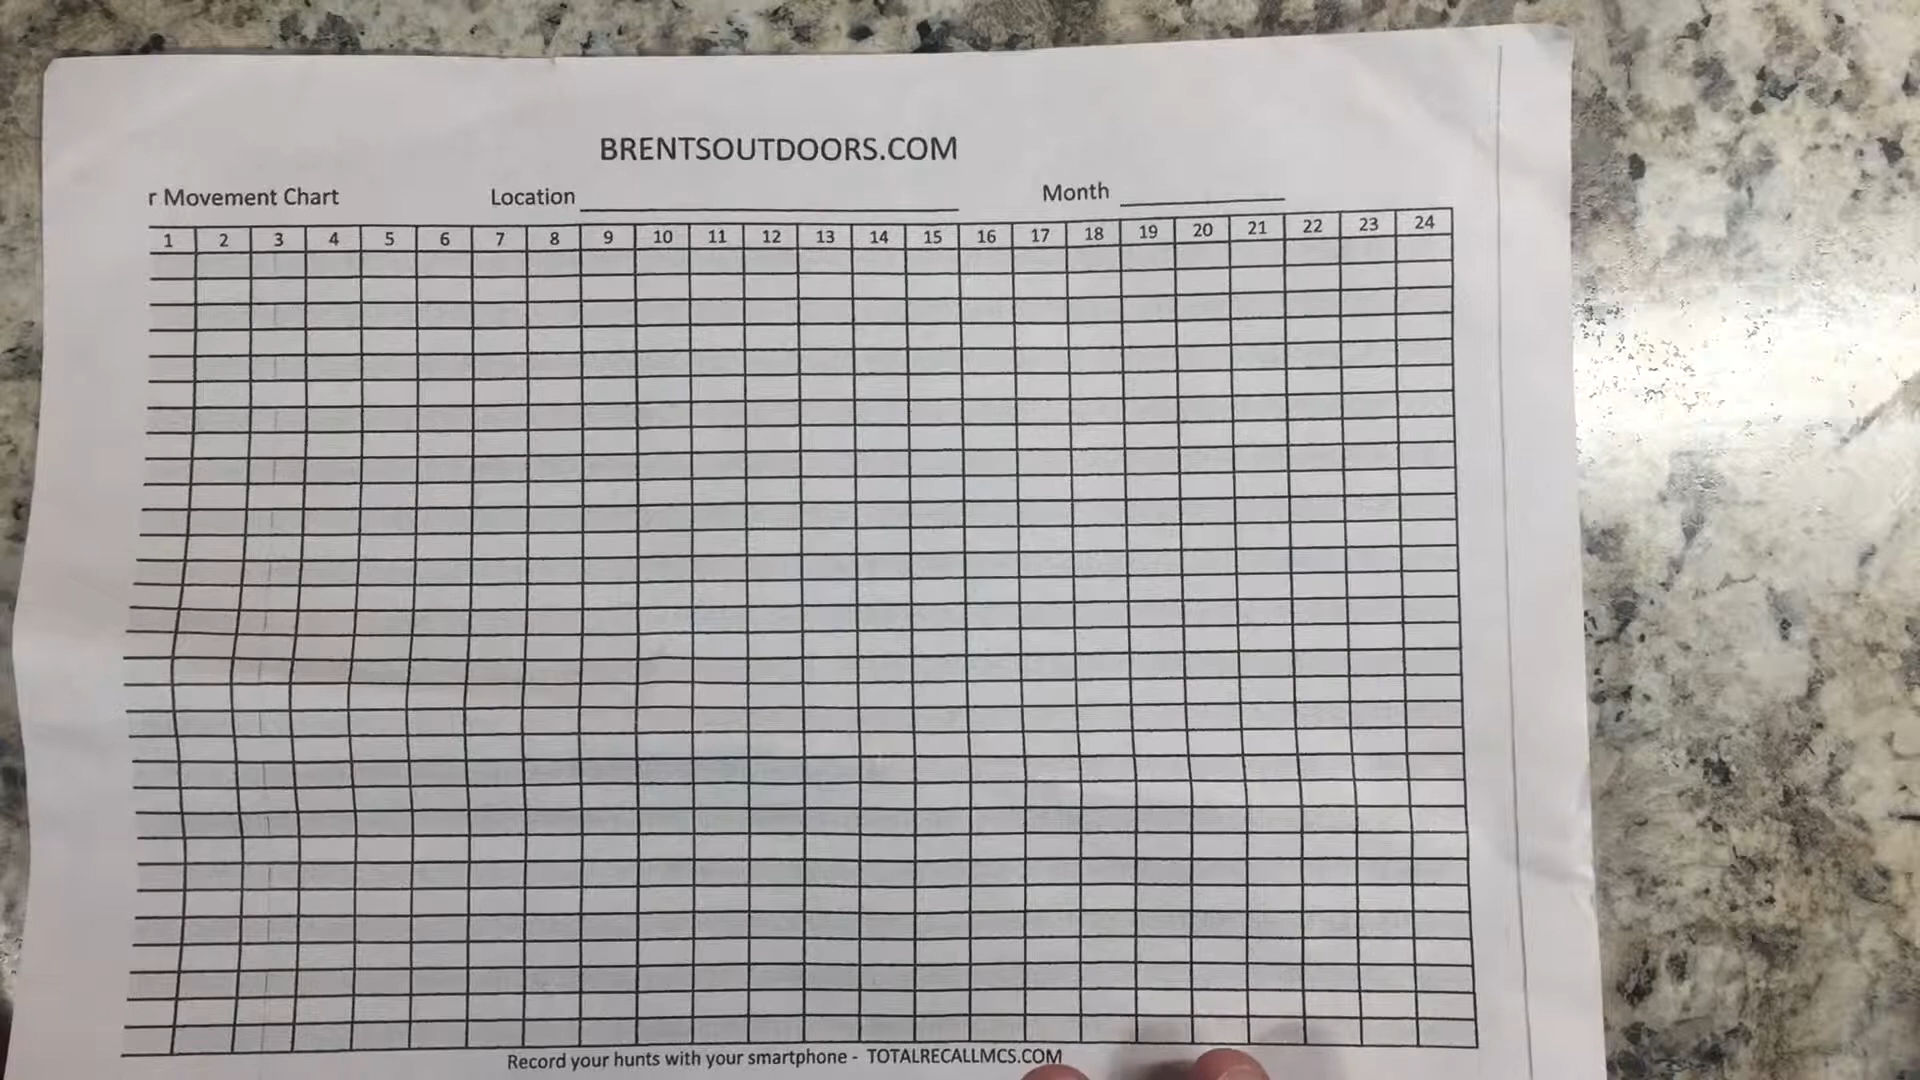 BRENTSOUTDOORS.COM
r Movement Chart Location Month
1 2 3 4 5 6 7 8 9 10 11 12 13 14 15 16 17 18 19 20 21 22 23 24
Record your hunts with your smartphone - TOTALRECALLMCS.COM